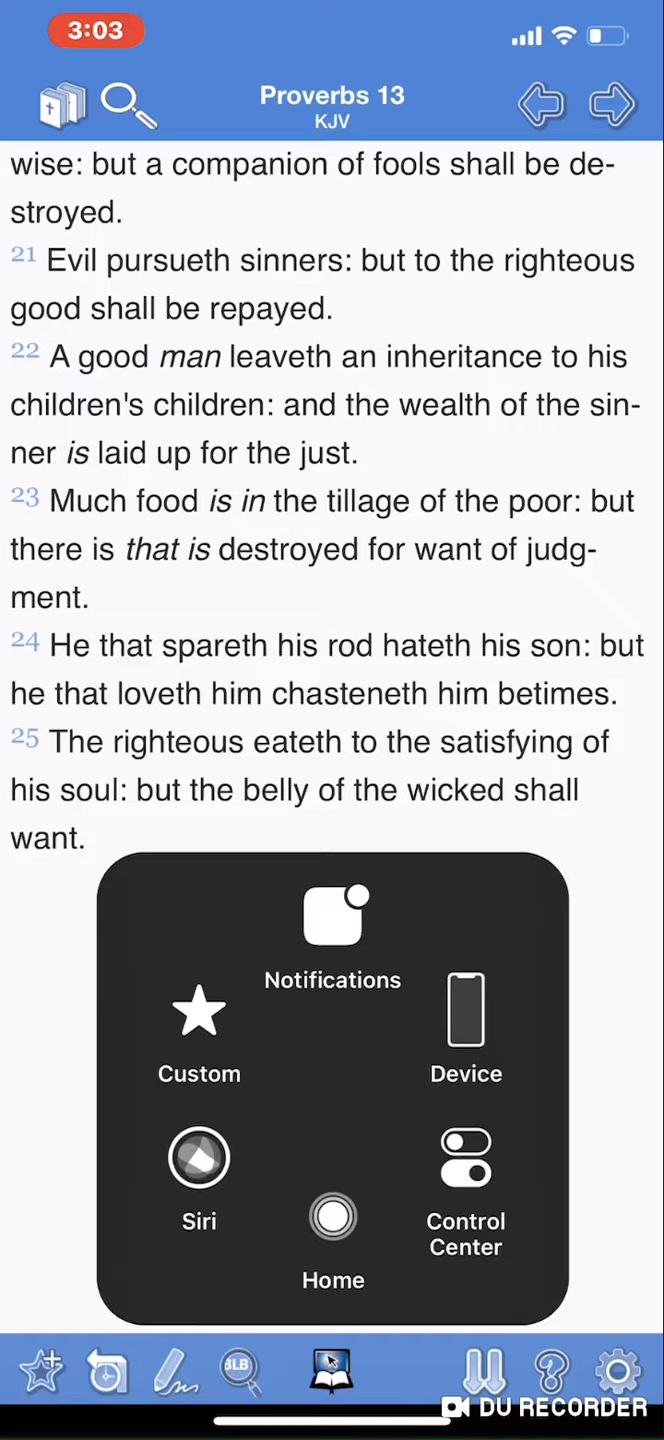 3:03
Proverbs 13
KJV
wise: but a companion of fools shall be de-
stroyed.
21 Evil pursueth sinners: but to the righteous
good shall be repayed.
22 A good man leaveth an inheritance to his
children's children: and the wealth of the sin-
ner is laid up for the just.
23 Much food is in the tillage of the poor: but
there is that is destroyed for want of judg-
ment.
24 He that spareth his rod hateth his son: but
he that loveth him chasteneth him betimes.
25 The righteous eateth to the satisfying of
his soul: but the belly of the wicked shall
want.
Notifications
Custom
Device
Siri
Control
Center
Home
BLB
DU RECORDER